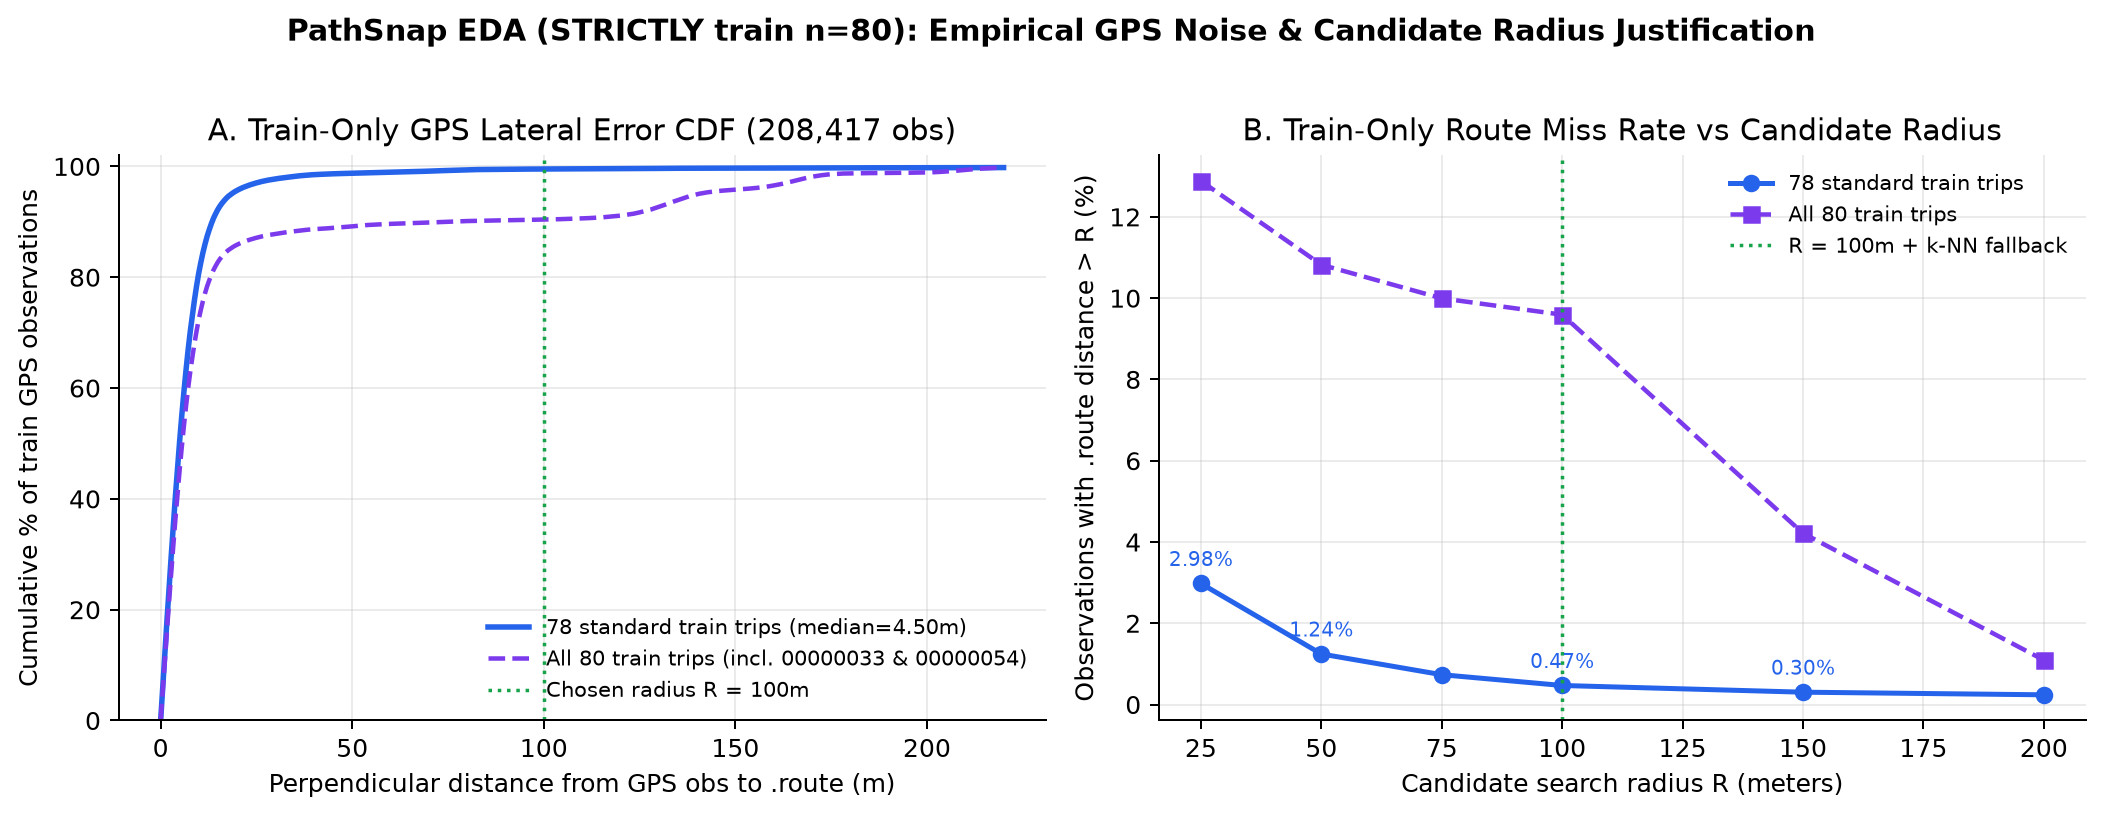 PathSnap EDA (STRICTLY train n=80): Empirical GPS Noise & Candidate Radius Justification
A. Train-Only GPS Lateral Error CDF (208,417 obs)
Cumulative % of train GPS observations
100
80
60
40
20
0
0 50 100 150 200
Perpendicular distance from GPS obs to .route (m)
78 standard train trips (median=4.50m)
All 80 train trips (incl. 00000033 & 00000054)
Chosen radius R = 100m
B. Train-Only Route Miss Rate vs Candidate Radius
Observations with .route distance > R (%)
12
10
8
6
4
2
0
25 50 75 100 125 150 175 200
Candidate search radius R (meters)
78 standard train trips
All 80 train trips
R = 100m + k-NN fallback
2.98%
1.24%
0.47%
0.30%